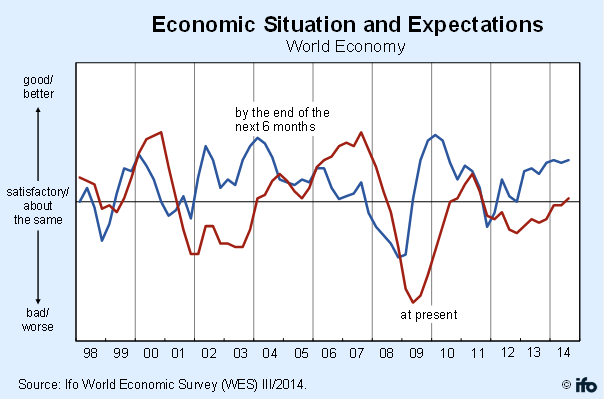 Economic Situation and Expectations
World Economy
good/
better
by the end of the
next 6 months
satisfactory/
about
the same
bad/
worse
at present
98 99 00 01 02 03 04 05 06 07 08 09 10 11 12 13 14
Source: Ifo World Economic Survey (WES) III/2014.
© ifo